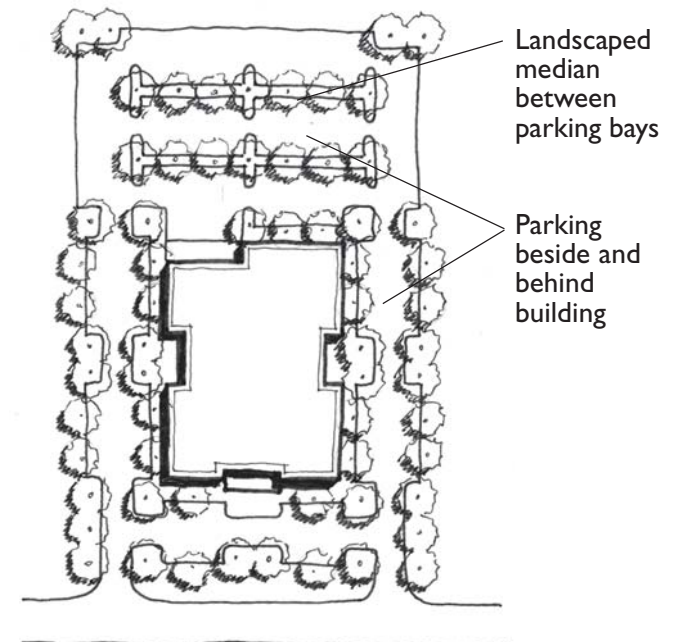 Landscaped
median
between
parking bays
Parking
beside and
behind
building